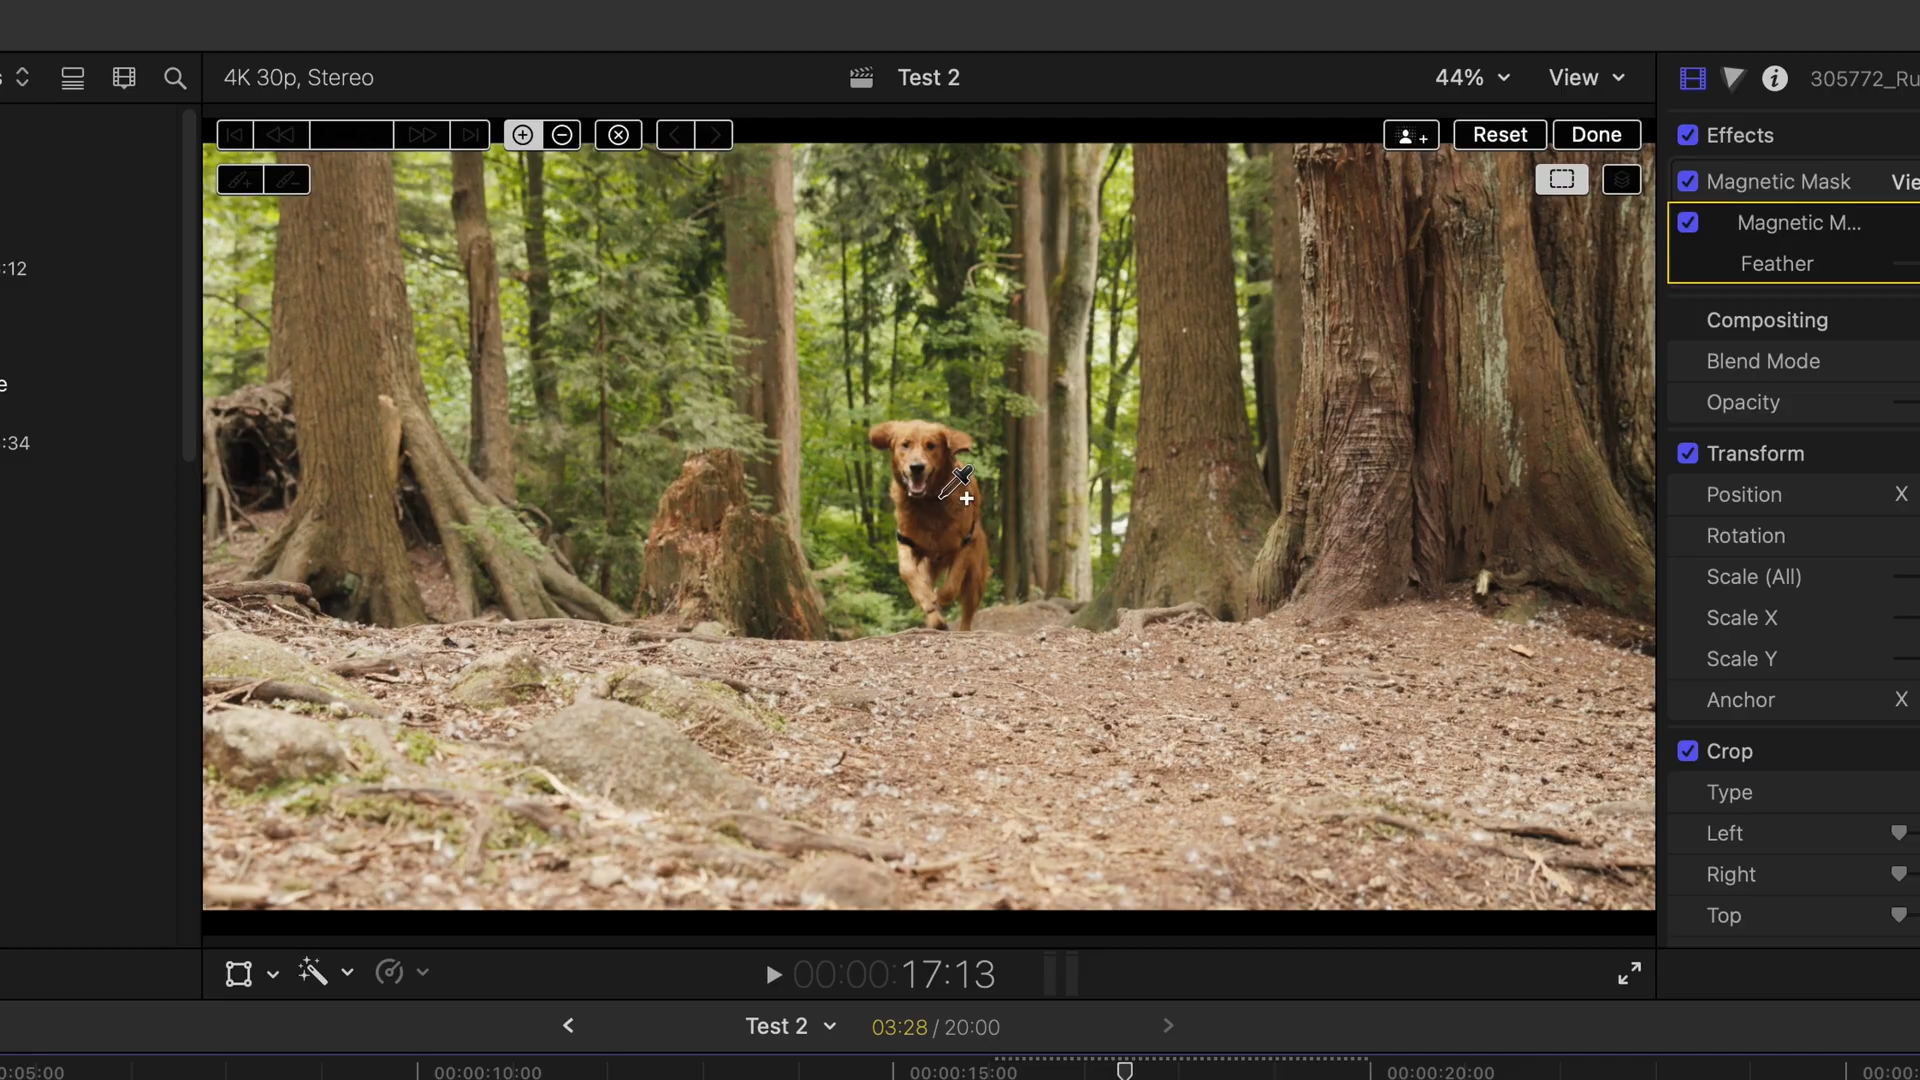 4K 30p, Stereo
Test 2
44%
View
305772_Ru
Reset
Done
:12
e
:34
Effects
Magnetic Mask
Vie
Magnetic M...
Feather
Compositing
Blend Mode
Opacity
Transform
Position X
Rotation
Scale (All)
Scale X
Scale Y
Anchor X
Crop
Type
Left
Right
Top
00:00:17:13
Test 2
03:28 / 20:00
0:05:00
00:00:10:00
00:00:15:00
00:00:20:00
00:00: